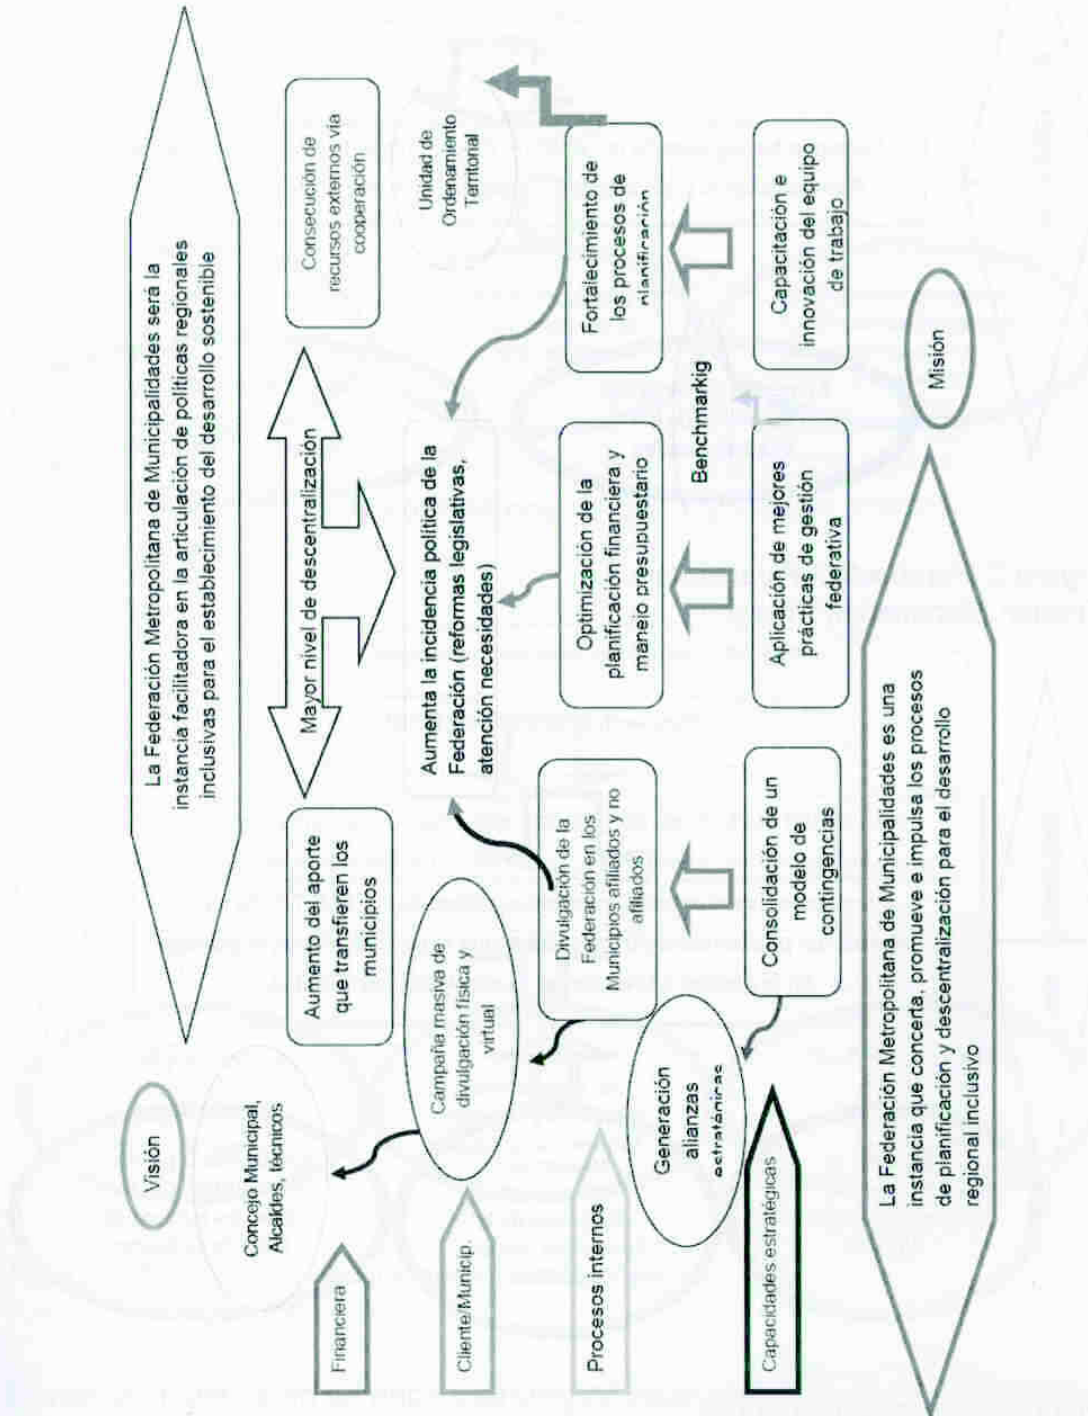 Visión
La Federación Metropolitana de Municipalidades será la
instancia facilitadora en la articulación de políticas regionales
inclusivas para el establecimiento del desarrollo sostenible
Concejo Municipal,
Alcaldes, técnicos
Financiera
Aumento del aporte
que transfieren los
municipios
Mayor nivel de descentralización
Consecución de
recursos externos vía
cooperación
Cliente/Municip.
Campaña masiva de
divulgación física y
virtual
Aumenta la incidencia política de la
Federación (reformas legislativas,
atención necesidades)
Unidad de
Ordenamiento
Territorial
Procesos internos
Divulgación de la
Federación en los
Municipios afiliados y no
afiliados
Optimización de la
planificación financiera y
manejo presupuestario
Fortalecimiento de
los procesos de
planificación
Generación
alianzas
estratégicas
Benchmarkig
Capacidades estratégicas
Consolidación de un
modelo de
contingencias
Aplicación de mejores
prácticas de gestión
federativa
Capacitación e
innovación del equipo
de trabajo
La Federación Metropolitana de Municipalidades es una
instancia que concerta, promueve e impulsa los procesos
de planificación y descentralización para el desarrollo
regional inclusivo
Misión